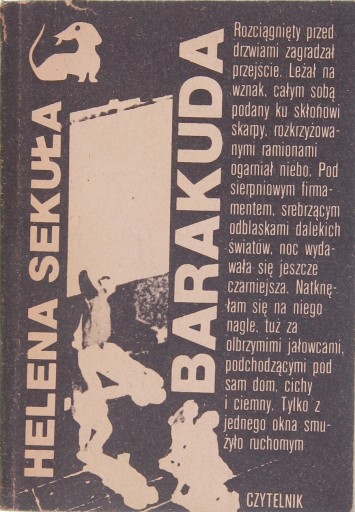 HELENA SEKUŁA
BARAKUDA
Rozciągnięty przed
drzwiami zagradzał
przejście. Leżał na
wznak, całym sobą
podany ku skłonowi
skarpy, rozkrzyżowa-
nymi ramionami
ogarniał niebo. Pod
sierpniowym firma-
mentem, srebrzącym
odblaskami dalekich
światów, noc wyda-
wała się jeszcze
czarniejsza. Natknę-
łam się na niego
nagle, tuż za
olbrzymimi jałowcami,
podchodzącymi pod
sam dom, cichy
i ciemny. Tylko z
jednego okna smu-
żyło ruchomym
CZYTELNIK